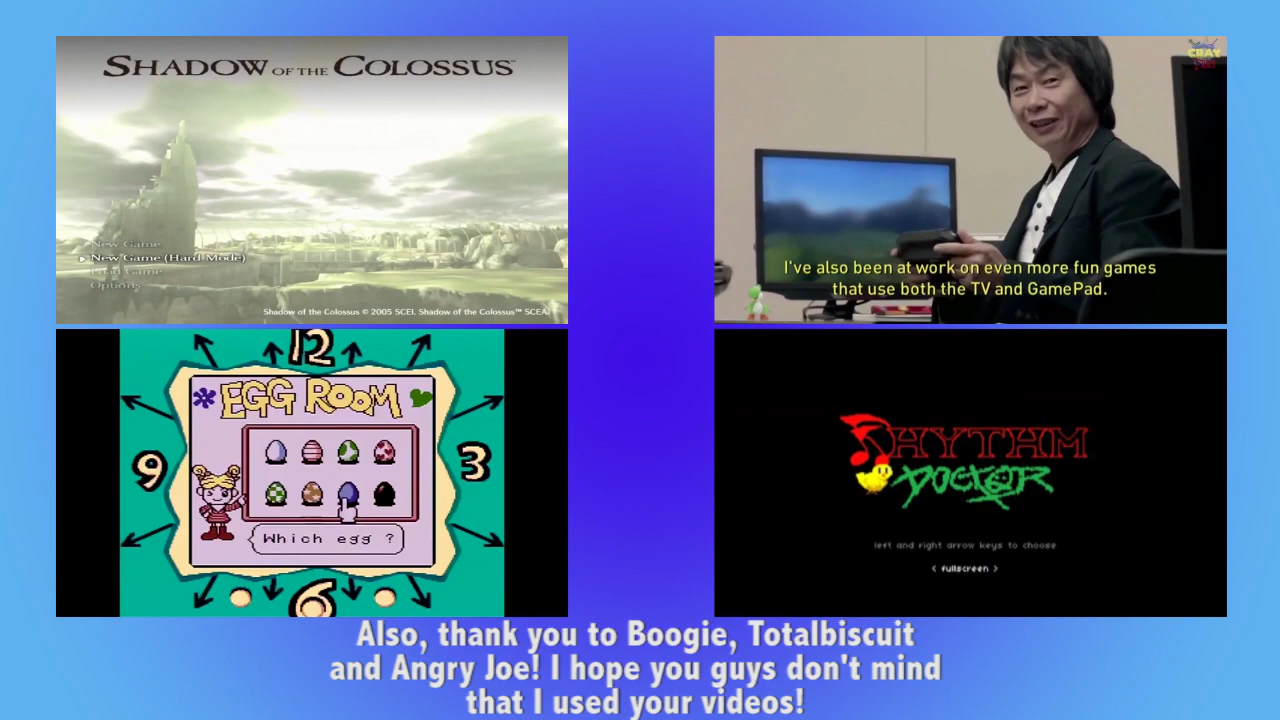 SHADOW OF THE COLOSSUS™
New Game
New Game (Hard Mode)
Load Game
Options
Shadow of the Colossus © 2005 SCEI. Shadow of the Colossus™ SCEA.
CRAY
I've also been at work on even more fun games
that use both the TV and GamePad.
12
EGG ROOM
9
3
Which egg ?
6
RHYTHM
DOCTOR
left and right arrow keys to choose
< fullscreen >
Also, thank you to Boogie, Totalbiscuit
and Angry Joe! I hope you guys don't mind
that I used your videos!